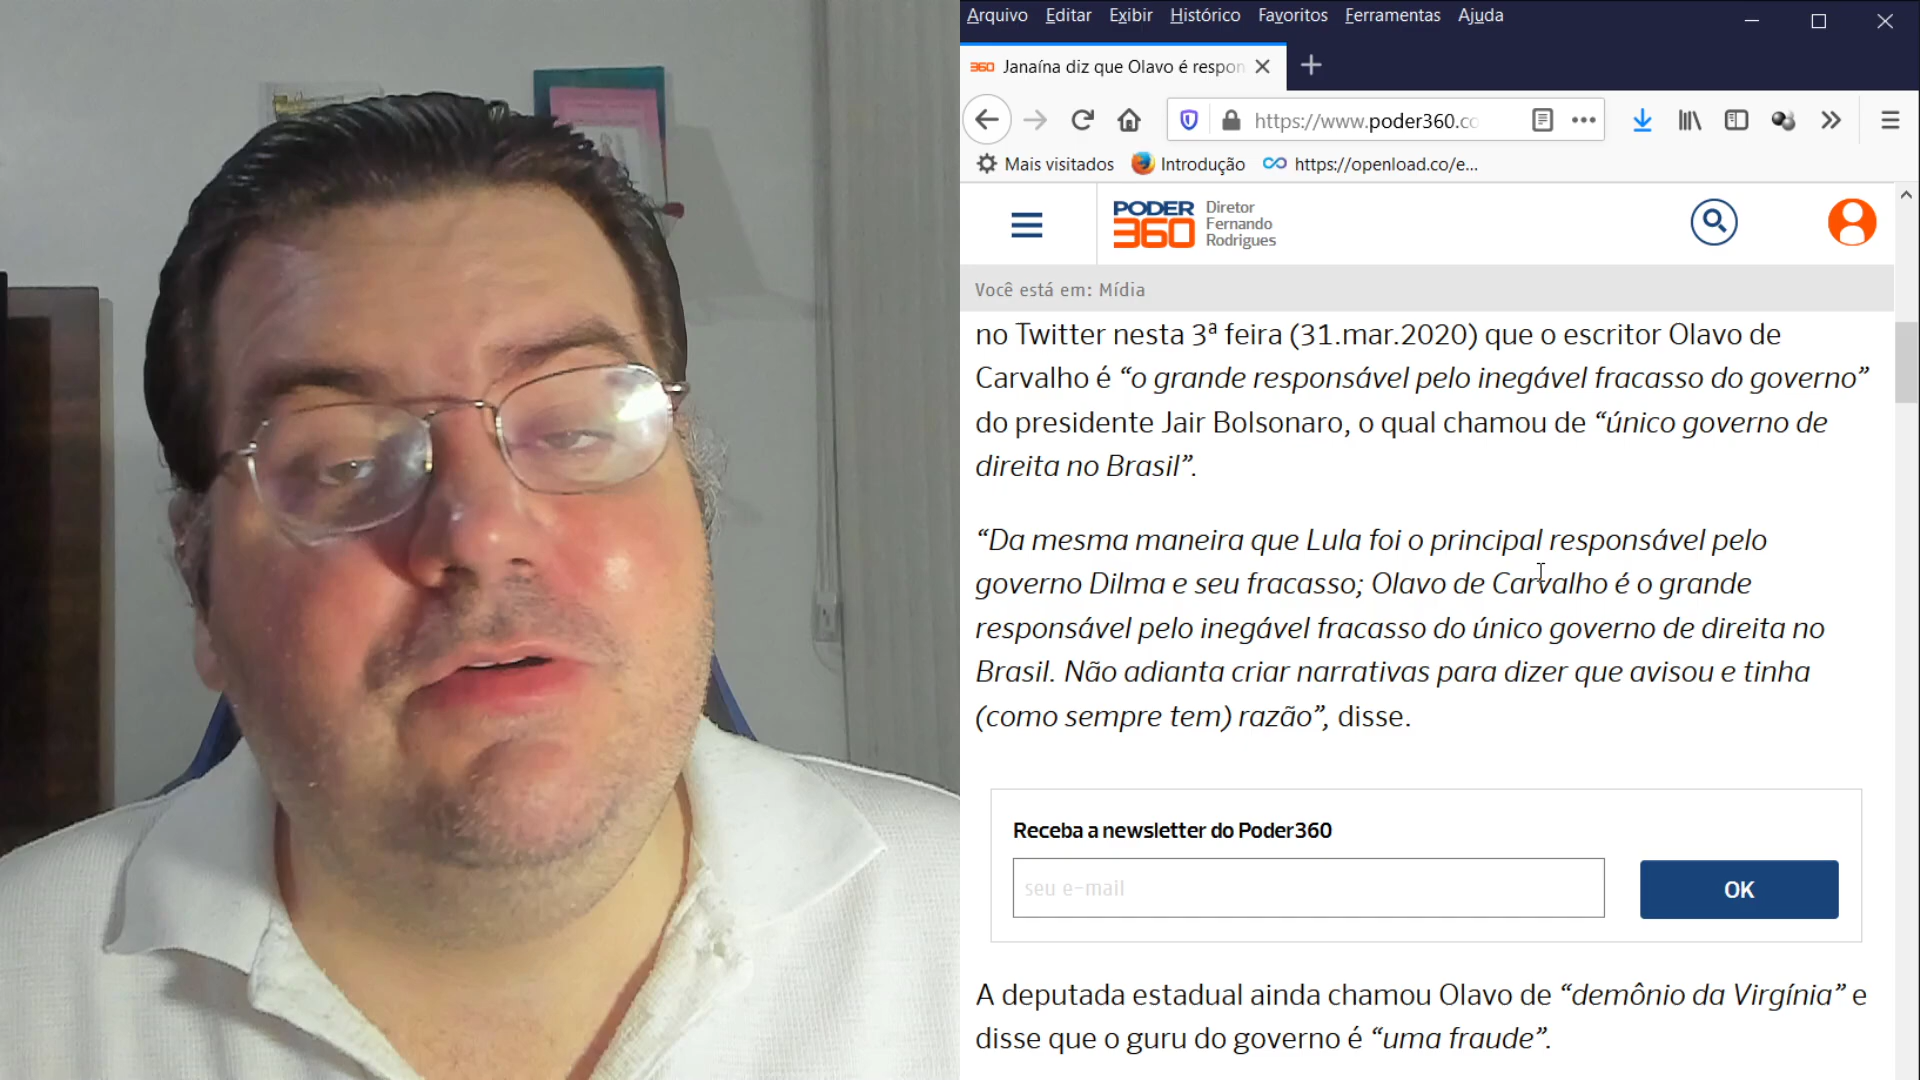 Arquivo Editar Exibir Histórico Favoritos Ferramentas Ajuda
360 Janaína diz que Olavo é respon
https://www.poder360.co
Mais visitados Introdução https://openload.co/e...
PODER
360
Diretor
Fernando
Rodrigues
Você está em: Mídia
no Twitter nesta 3ª feira (31.mar.2020) que o escritor Olavo de
Carvalho é “o grande responsável pelo inegável fracasso do governo”
do presidente Jair Bolsonaro, o qual chamou de “único governo de
direita no Brasil”.
“Da mesma maneira que Lula foi o principal responsável pelo
governo Dilma e seu fracasso; Olavo de Carvalho é o grande
responsável pelo inegável fracasso do único governo de direita no
Brasil. Não adianta criar narrativas para dizer que avisou e tinha
(como sempre tem) razão”, disse.
Receba a newsletter do Poder360
seu e-mail
OK
A deputada estadual ainda chamou Olavo de “demônio da Virgínia” e
disse que o guru do governo é “uma fraude”.